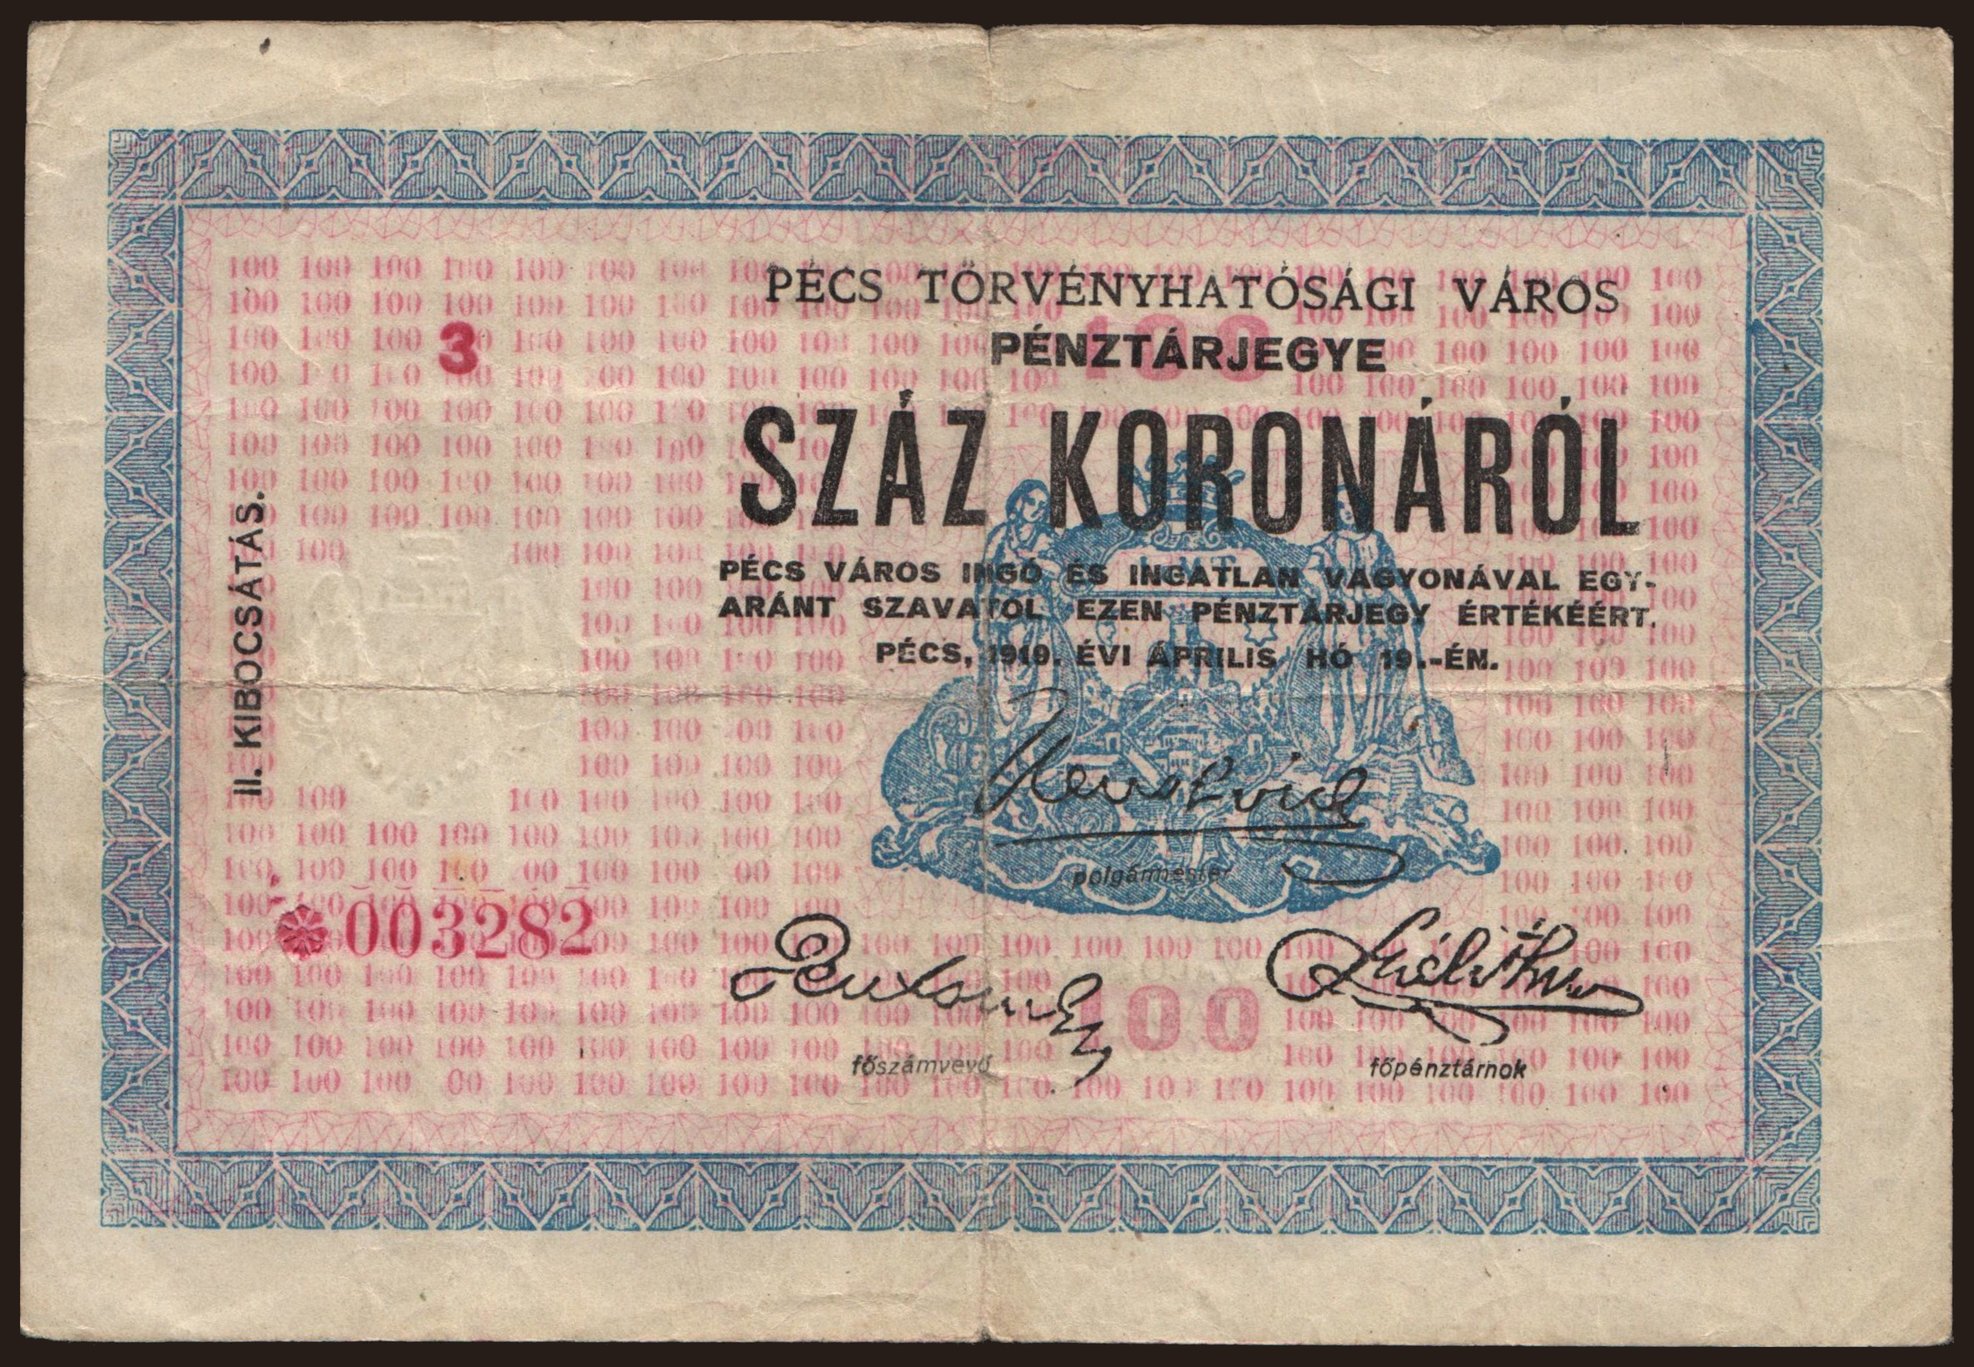 PÉCS TÖRVÉNYHATÓSÁGI VÁROS
PÉNZTÁRJEGYE
100
3
SZÁZ KORONÁRÓL
PÉCS VÁROS INGÓ ÉS INGATLAN VAGYONÁVAL EGY-
ARÁNT SZAVATOL EZEN PÉNZTÁRJEGY ÉRTÉKÉÉRT.
PÉCS, 1919. ÉVI ÁPRILIS HÓ 19.-ÉN.
II. KIBOCSÁTÁS.
polgármester
003282
100
főszámvevő
főpénztárnok